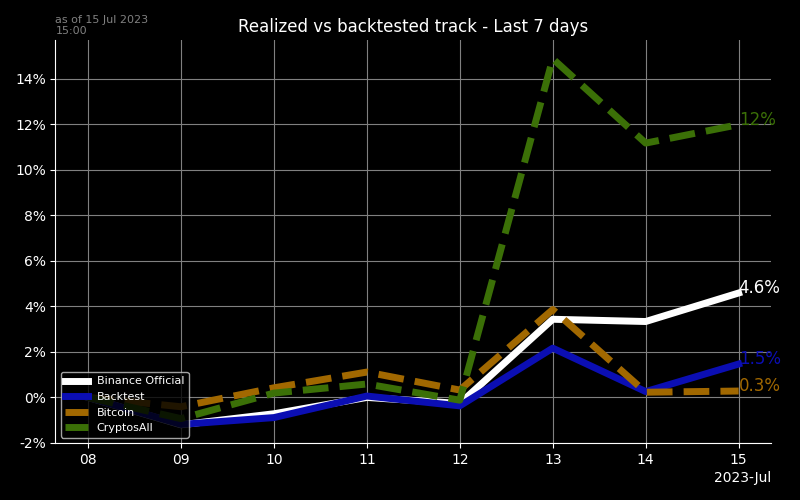 as of 15 Jul 2023
15:00
Realized vs backtested track - Last 7 days
14%
12%
10%
8%
6%
4%
2%
0%
-2%
12%
4.6%
1.5%
0.3%
Binance Official
Backtest
Bitcoin
CryptosAll
08 09 10 11 12 13 14 15
2023-Jul